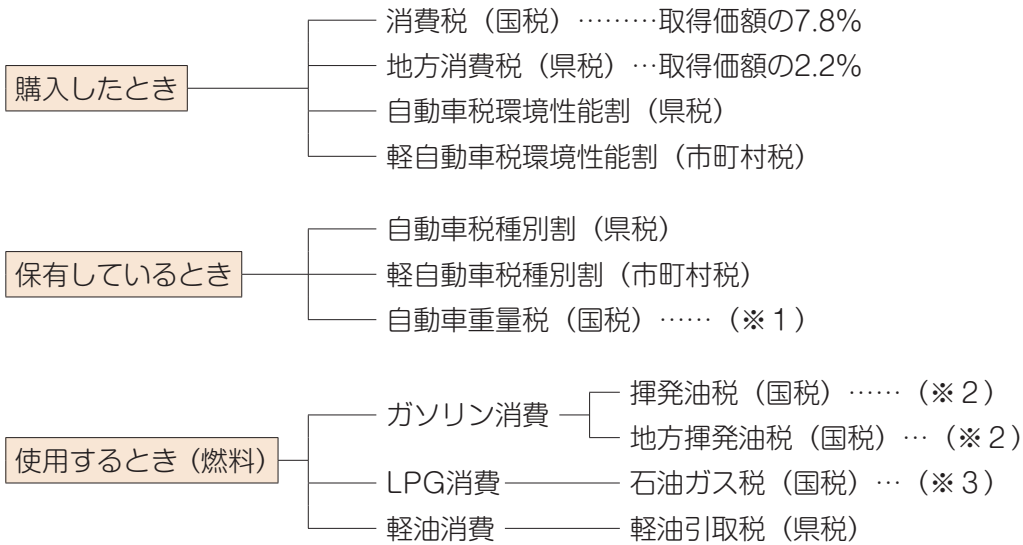 消費税（国税）………取得価額の7.8%
地方消費税（県税）…取得価額の2.2%
購入したとき
自動車税環境性能割（県税）
軽自動車税環境性能割（市町村税）
自動車税種別割（県税）
保有しているとき
軽自動車税種別割（市町村税）
自動車重量税（国税）……（※１）
ガソリン消費
揮発油税（国税）……（※２）
地方揮発油税（国税）…（※２）
使用するとき（燃料）
LPG消費
石油ガス税（国税）…（※３）
軽油消費
軽油引取税（県税）